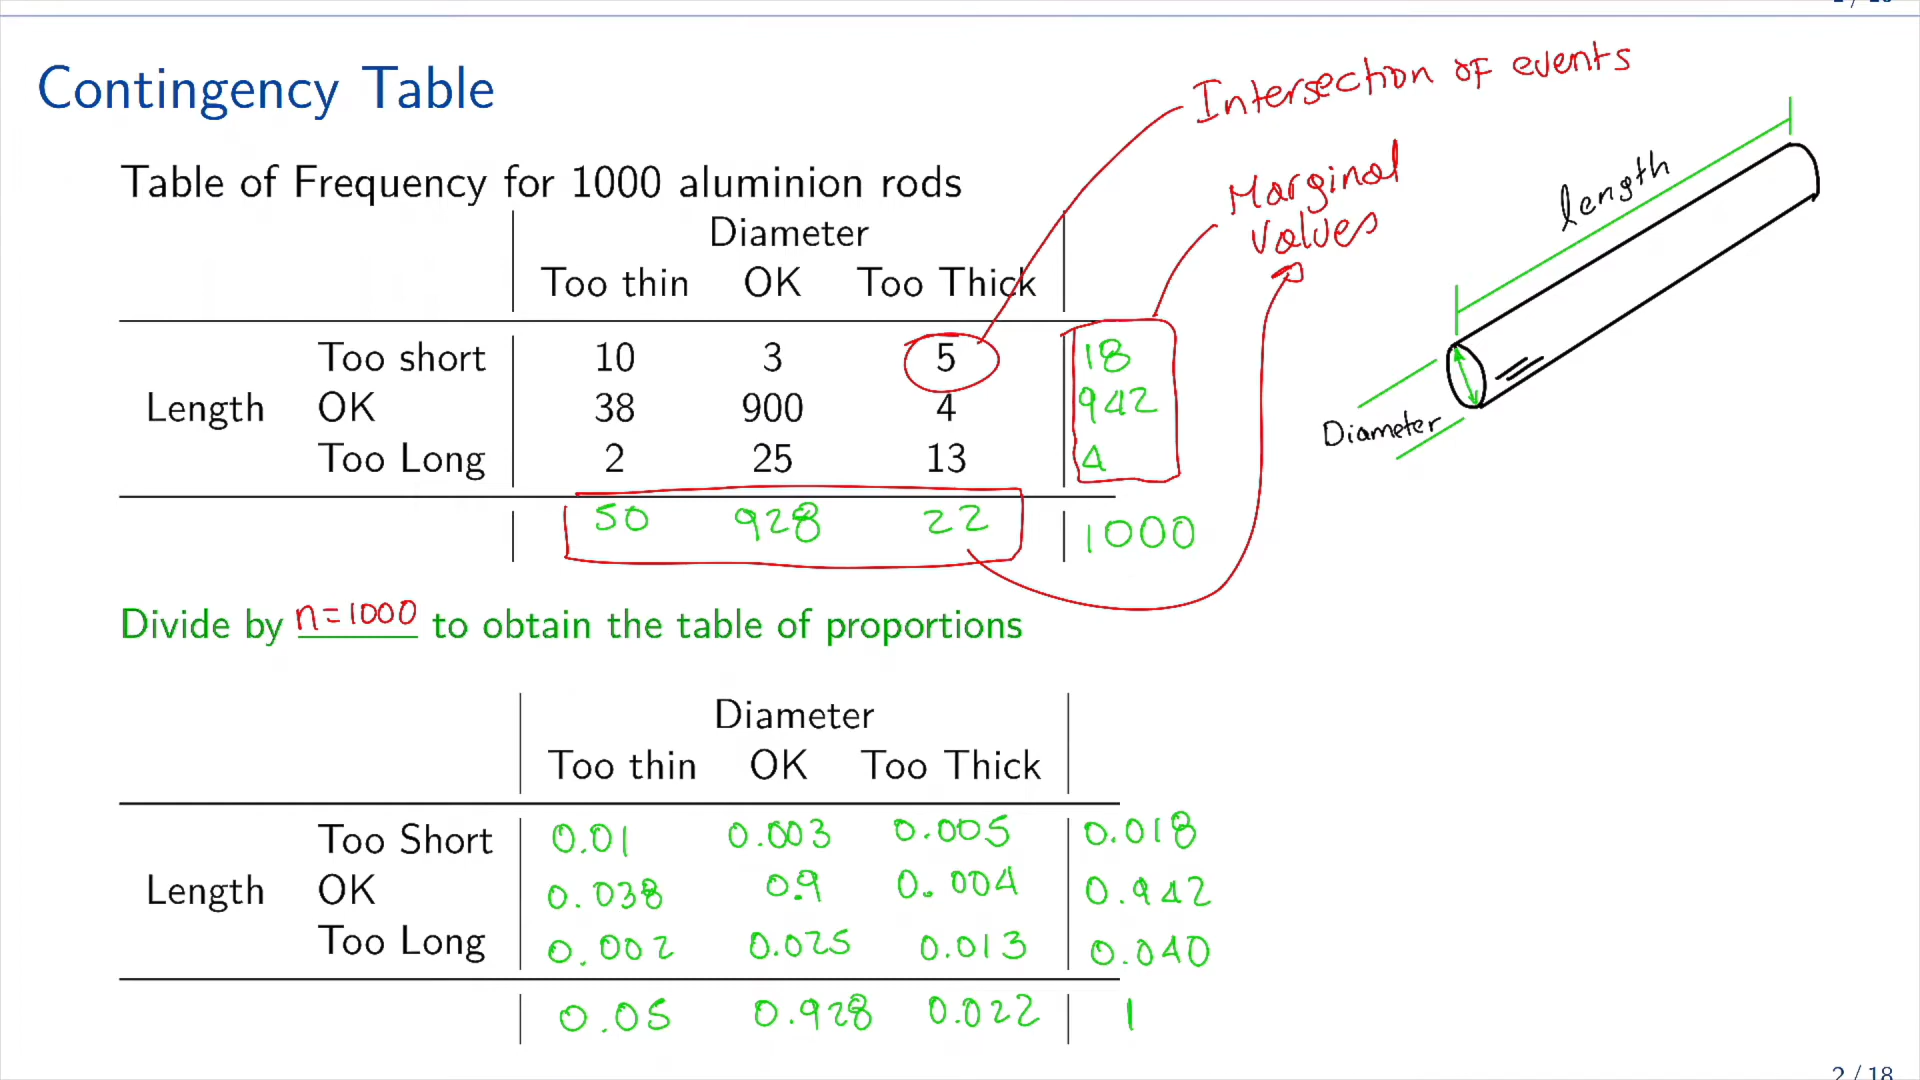 Contingency Table
Intersection of events
Table of Frequency for 1000 aluminion rods
Marginal
values
length
Diameter
Diameter
Too thin OK Too Thick
Too short 10 3 5 18
Length OK 38 900 4 942
Too Long 2 25 13 4
50 928 22 1000
Divide by n=1000 to obtain the table of proportions
Diameter
Too thin OK Too Thick
Too Short 0.01 0.003 0.005 0.018
Length OK 0.038 0.9 0.004 0.942
Too Long 0.002 0.025 0.013 0.040
0.05 0.928 0.022 1
2 / 18